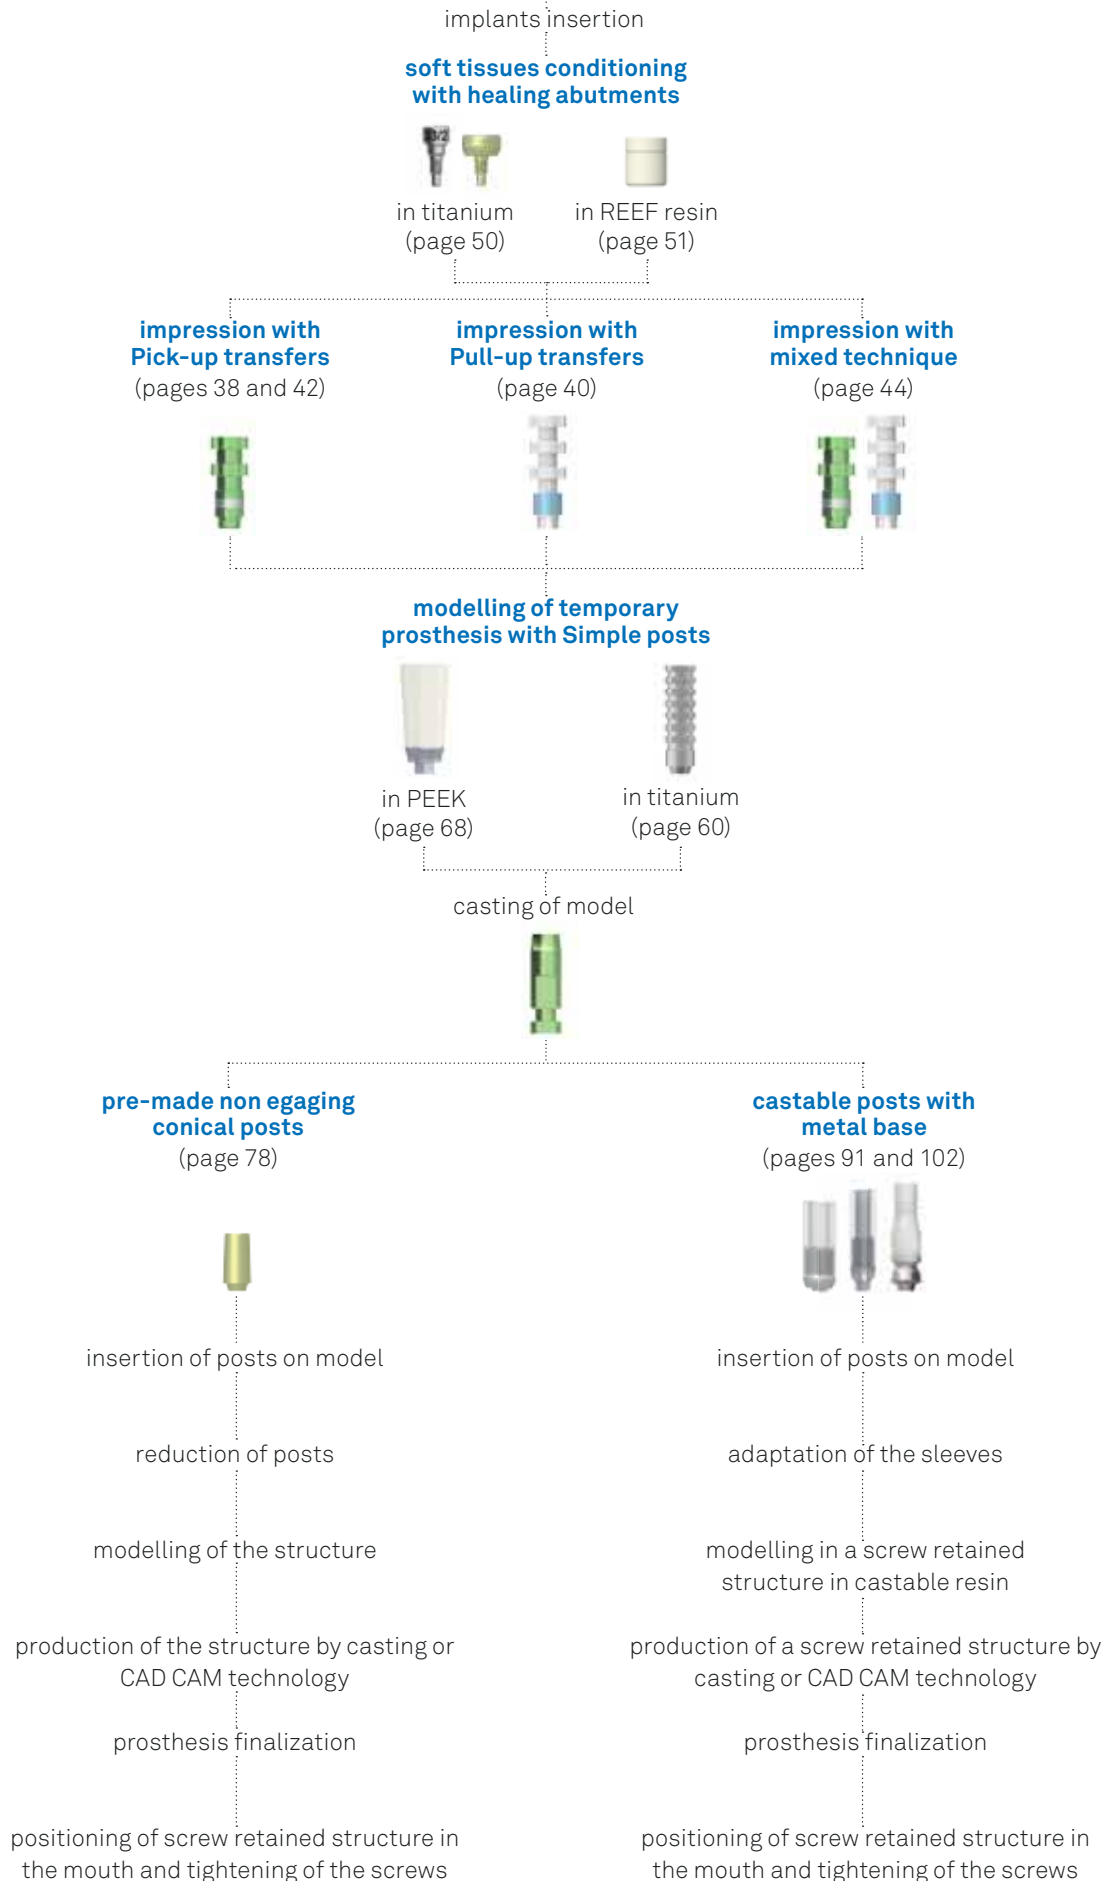 implants insertion
soft tissues conditioning
with healing abutments
3/2
in titanium
(page 50)
in REEF resin
(page 51)
impression with
Pick-up transfers
(pages 38 and 42)
impression with
Pull-up transfers
(page 40)
impression with
mixed technique
(page 44)
modelling of temporary
prosthesis with Simple posts
in PEEK
(page 68)
in titanium
(page 60)
casting of model
pre-made non egaging
conical posts
(page 78)
castable posts with
metal base
(pages 91 and 102)
insertion of posts on model
reduction of posts
modelling of the structure
production of the structure by casting or
CAD CAM technology
prosthesis finalization
positioning of screw retained structure in
the mouth and tightening of the screws
insertion of posts on model
adaptation of the sleeves
modelling in a screw retained
structure in castable resin
production of a screw retained structure by
casting or CAD CAM technology
prosthesis finalization
positioning of screw retained structure in
the mouth and tightening of the screws